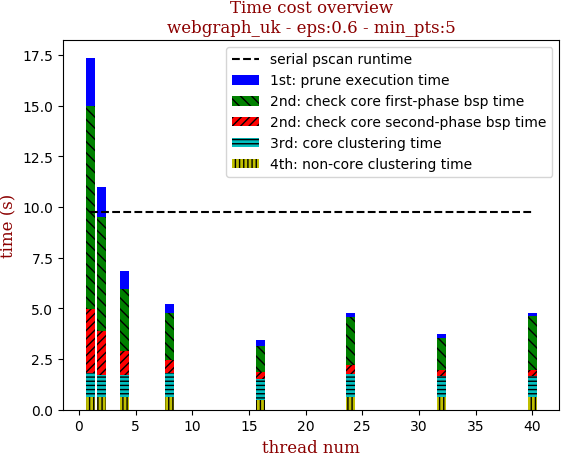 Time cost overview
webgraph_uk - eps:0.6 - min_pts:5
serial pscan runtime
1st: prune execution time
2nd: check core first-phase bsp time
2nd: check core second-phase bsp time
3rd: core clustering time
4th: non-core clustering time
time (s)
17.5
15.0
12.5
10.0
7.5
5.0
2.5
0.0
0 5 10 15 20 25 30 35 40
thread num